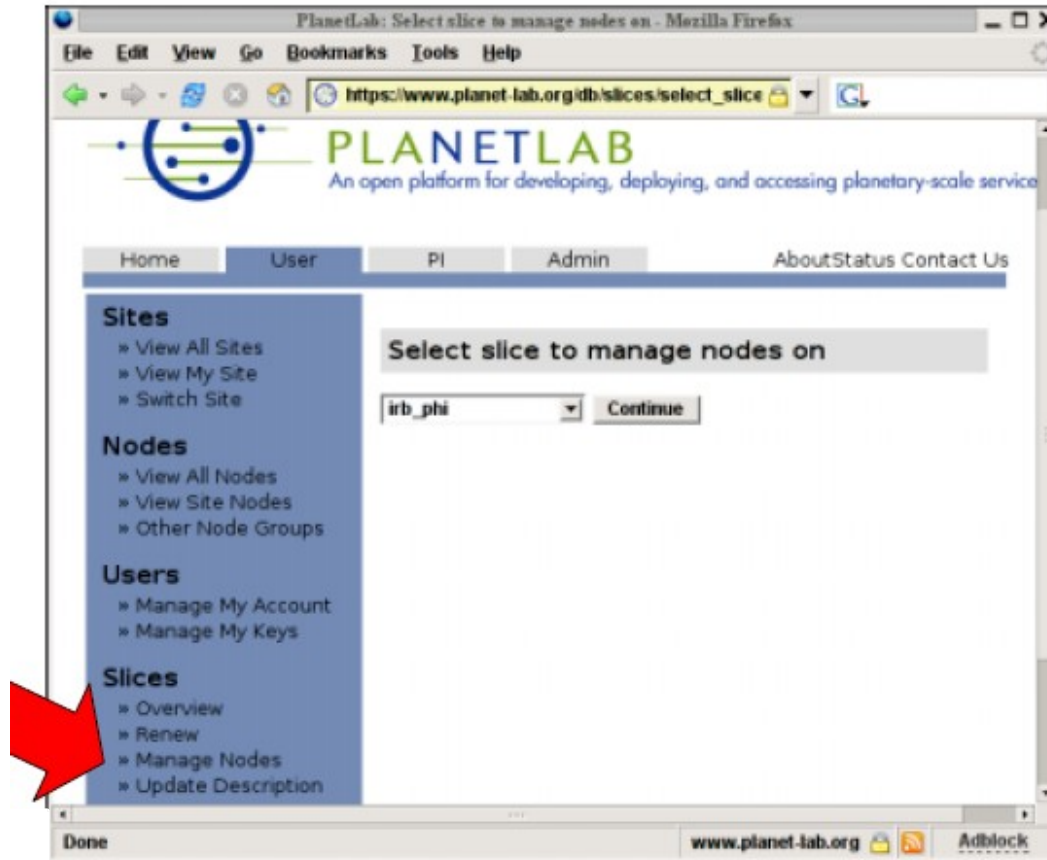 PlanetLab: Select slice to manage nodes on - Mozilla Firefox
File Edit View Go Bookmarks Tools Help
https://www.planet-lab.org/db/slices/select_slice
G
PLANETLAB
An open platform for developing, deploying, and accessing planetary-scale service
Home User PI Admin AboutStatus Contact Us
Sites
» View All Sites
» View My Site
» Switch Site
Nodes
» View All Nodes
» View Site Nodes
» Other Node Groups
Users
» Manage My Account
» Manage My Keys
Slices
» Overview
» Renew
» Manage Nodes
» Update Description
Select slice to manage nodes on
irb_phi Continue
Done www.planet-lab.org Adblock